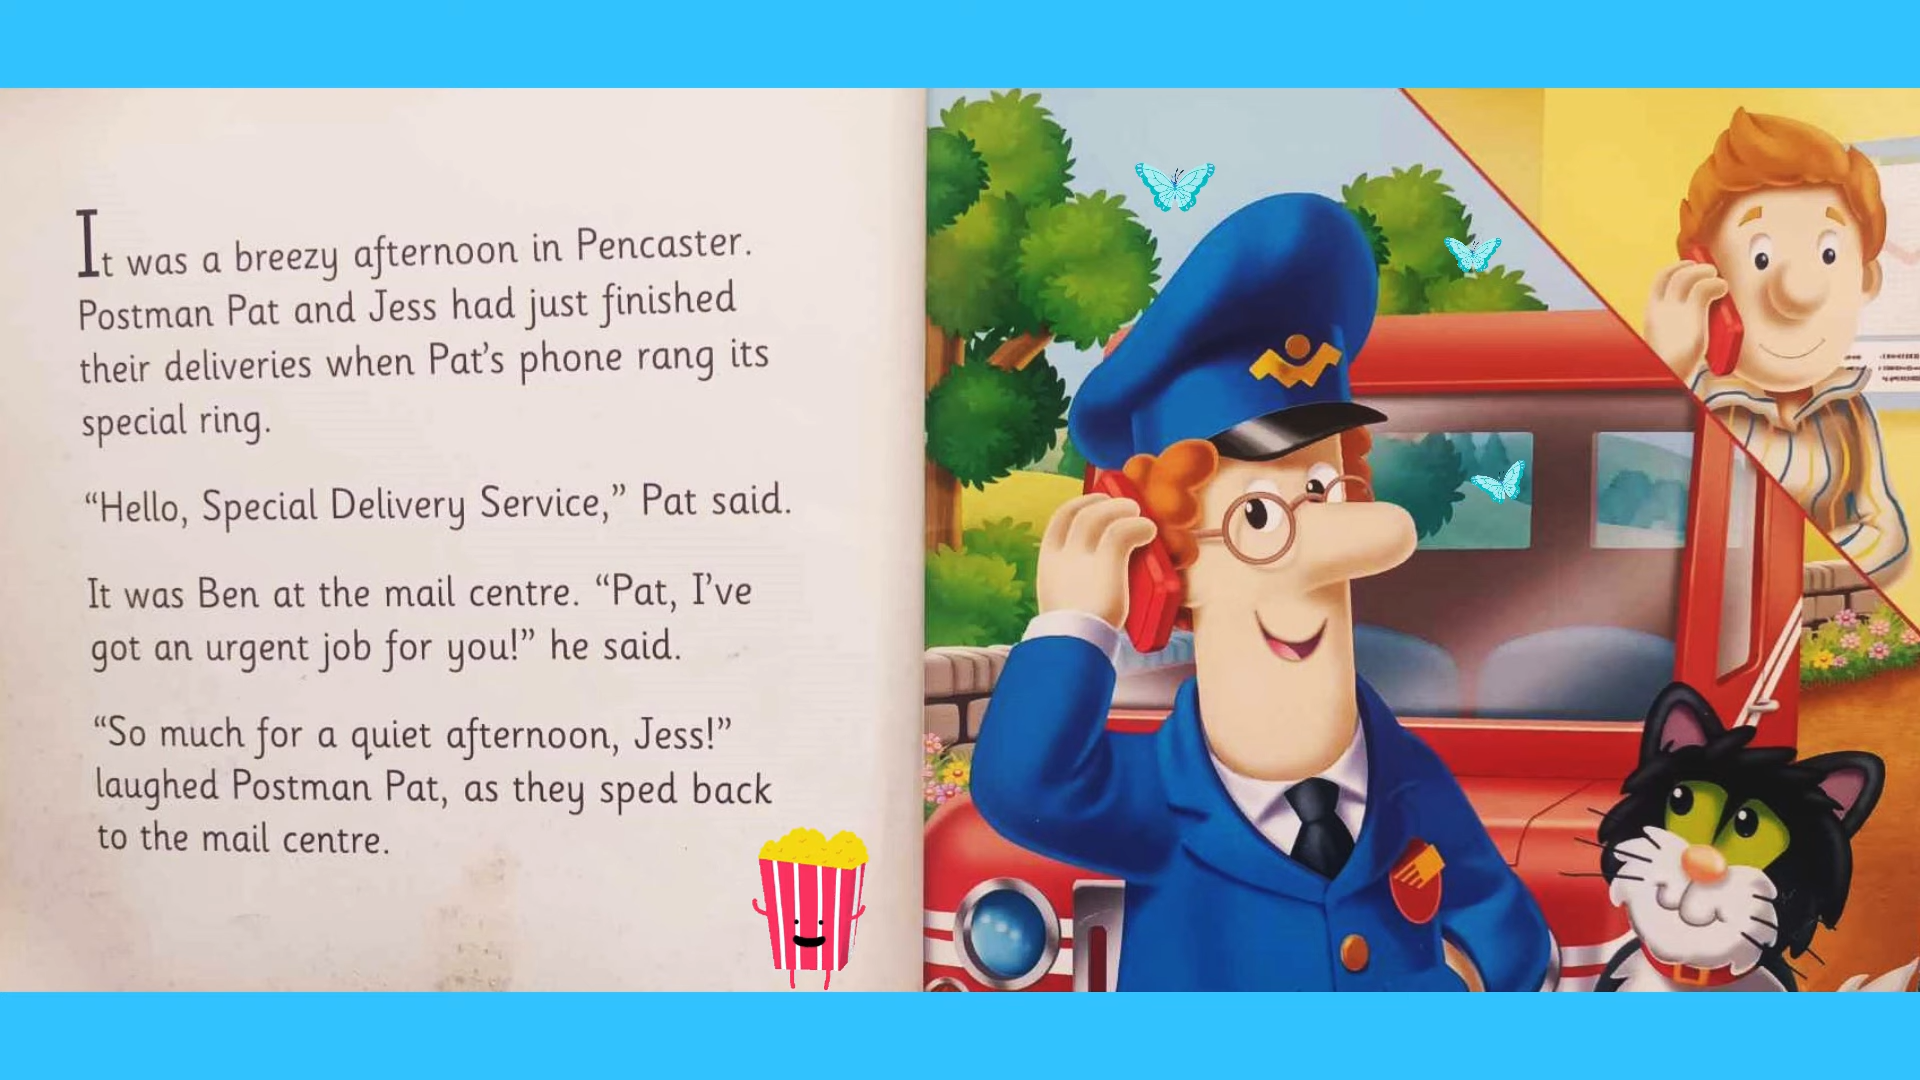 It was a breezy afternoon in Pencaster.
Postman Pat and Jess had just finished
their deliveries when Pat’s phone rang its
special ring.
“Hello, Special Delivery Service,” Pat said.
It was Ben at the mail centre. “Pat, I’ve
got an urgent job for you!” he said.
“So much for a quiet afternoon, Jess!”
laughed Postman Pat, as they sped back
to the mail centre.